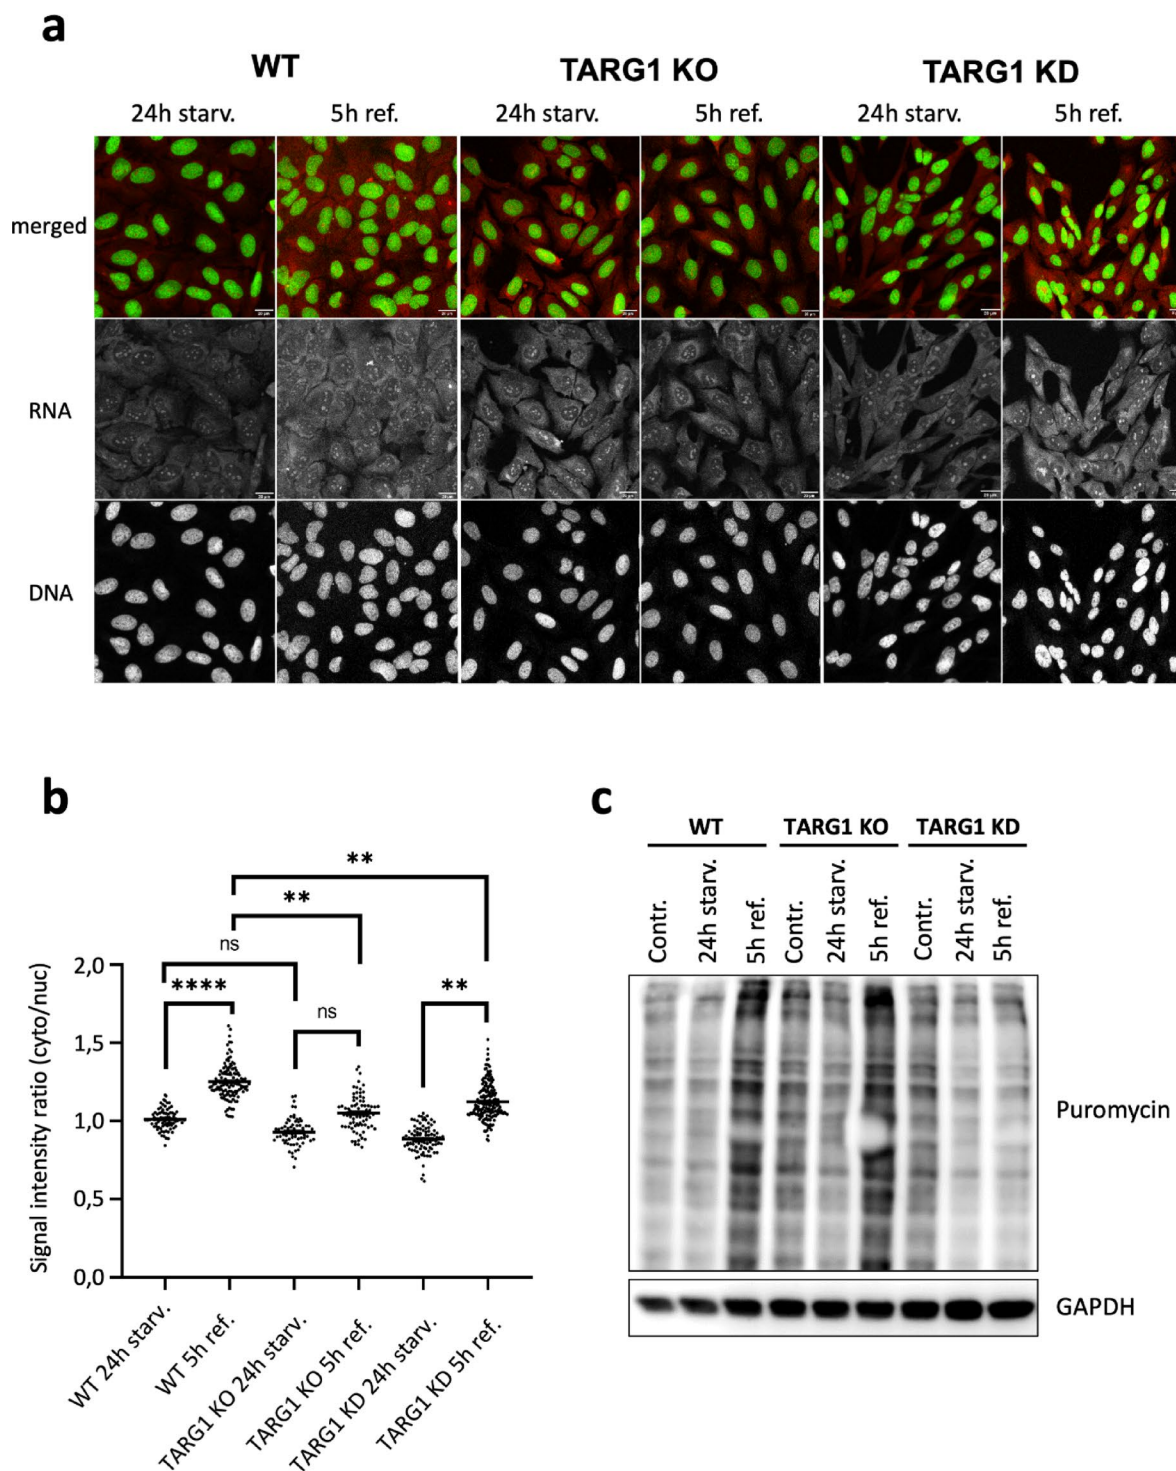 a
WT TARG1 KO TARG1 KD
24h starv. 5h ref. 24h starv. 5h ref. 24h starv. 5h ref.
merged
RNA
DNA
b
** 
**
ns
****
ns
**
2,0
1,5
1,0
0,5
0,0
Signal intensity ratio (cyto/nuc)
WT 24h starv.
WT 5h ref.
TARG1 KO 24h starv.
TARG1 KO 5h ref.
TARG1 KD 24h starv.
TARG1 KD 5h ref.
c
WT TARG1 KO TARG1 KD
Contr. 24h starv. 5h ref. Contr. 24h starv. 5h ref. Contr. 24h starv. 5h ref.
Puromycin
GAPDH